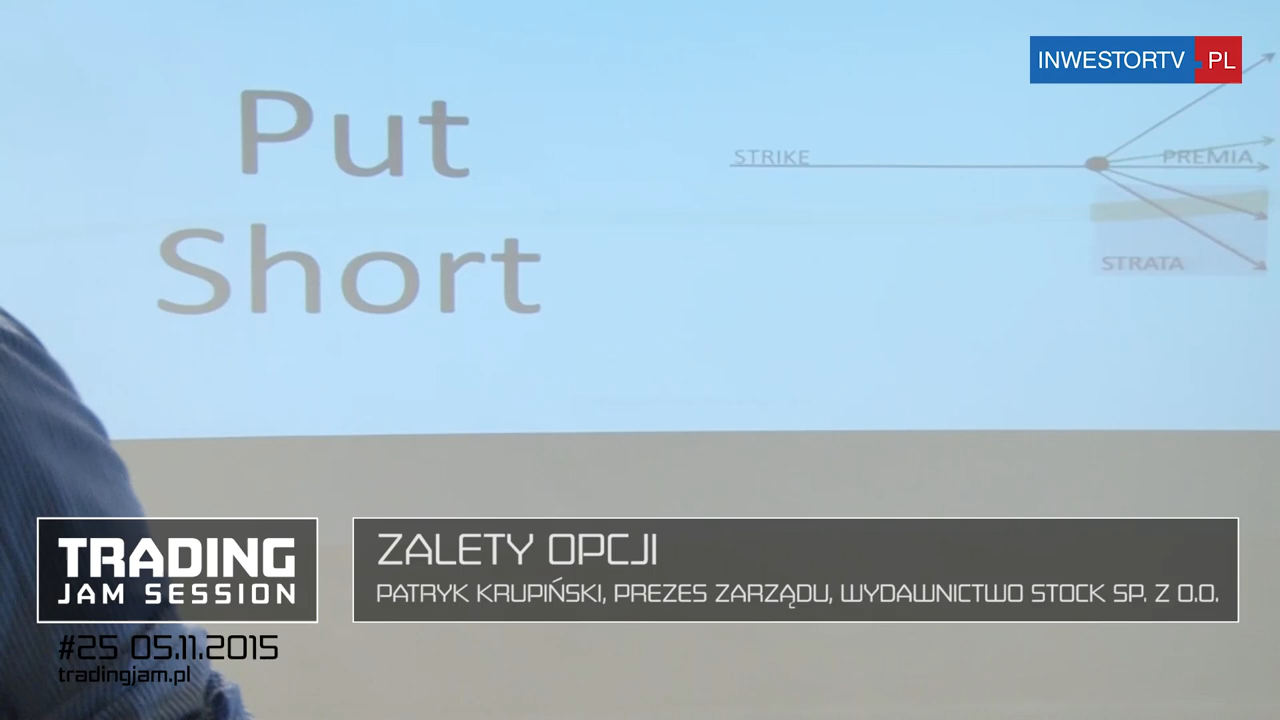 INWESTORTV.PL
Put
Short
STRIKE
PREMIA
STRATA
TRADING
JAM SESSION
ZALETY OPCJI
PATRYK KRUPIŃSKI, PREZES ZARZĄDU, WYDAWNICTWO STOCK SP. Z O.O.
#25 05.11.2015
tradingjam.pl